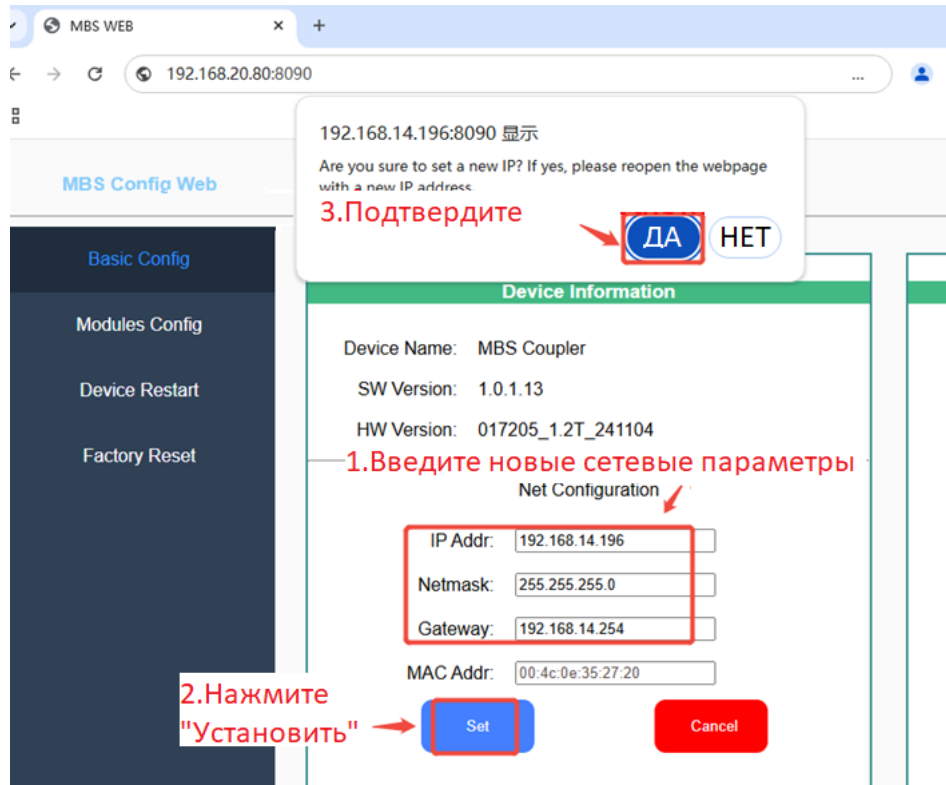 MBS WEB
192.168.20.80:8090
...
192.168.14.196:8090 显示
Are you sure to set a new IP? If yes, please reopen the webpage
with a new IP address.
3.Подтвердите
ДА
НЕТ
MBS Config Web
Basic Config
Modules Config
Device Restart
Factory Reset
Device Information
Device Name: MBS Coupler
SW Version: 1.0.1.13
HW Version: 017205_1.2T_241104
1.Введите новые сетевые параметры
Net Configuration
IP Addr: 192.168.14.196
Netmask: 255.255.255.0
Gateway: 192.168.14.254
MAC Addr: 00:4c:0e:35:27:20
2.Нажмите
"Установить"
Set
Cancel